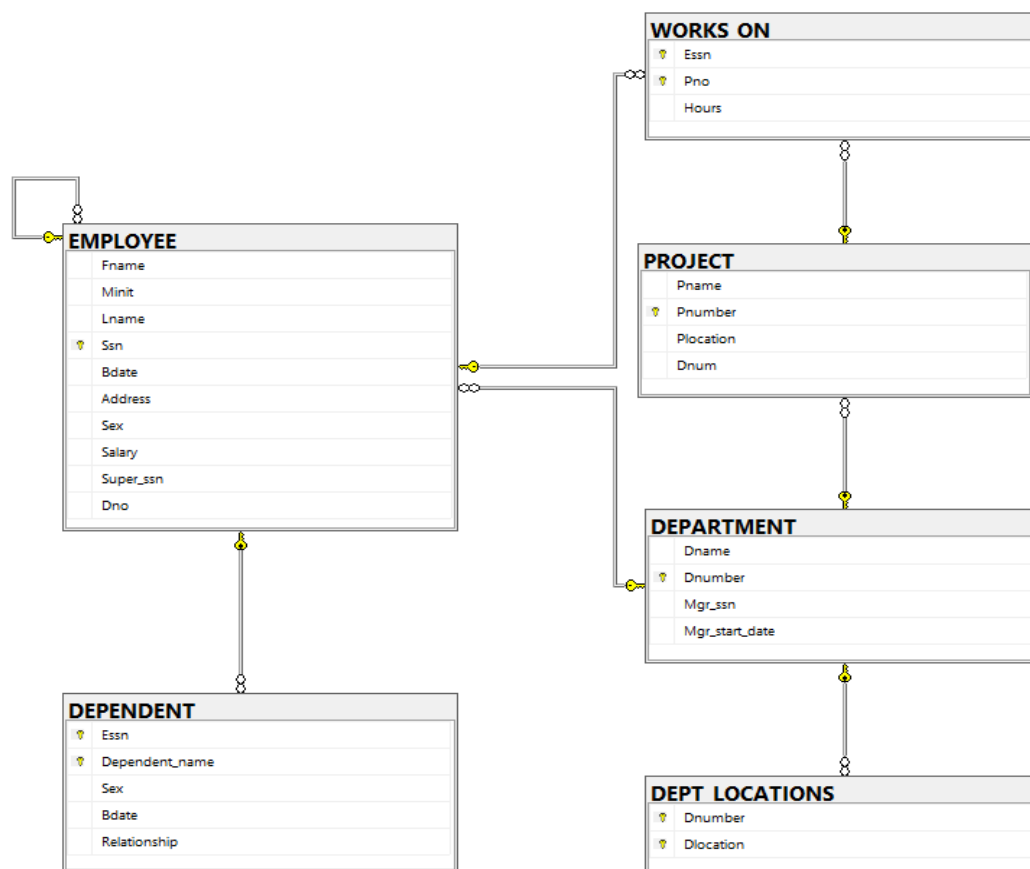 WORKS ON
Essn
Pno
Hours
EMPLOYEE
Fname
Minit
Lname
Ssn
Bdate
Address
Sex
Salary
Super_ssn
Dno
PROJECT
Pname
Pnumber
Plocation
Dnum
DEPARTMENT
Dname
Dnumber
Mgr_ssn
Mgr_start_date
DEPENDENT
Essn
Dependent_name
Sex
Bdate
Relationship
DEPT LOCATIONS
Dnumber
Dlocation